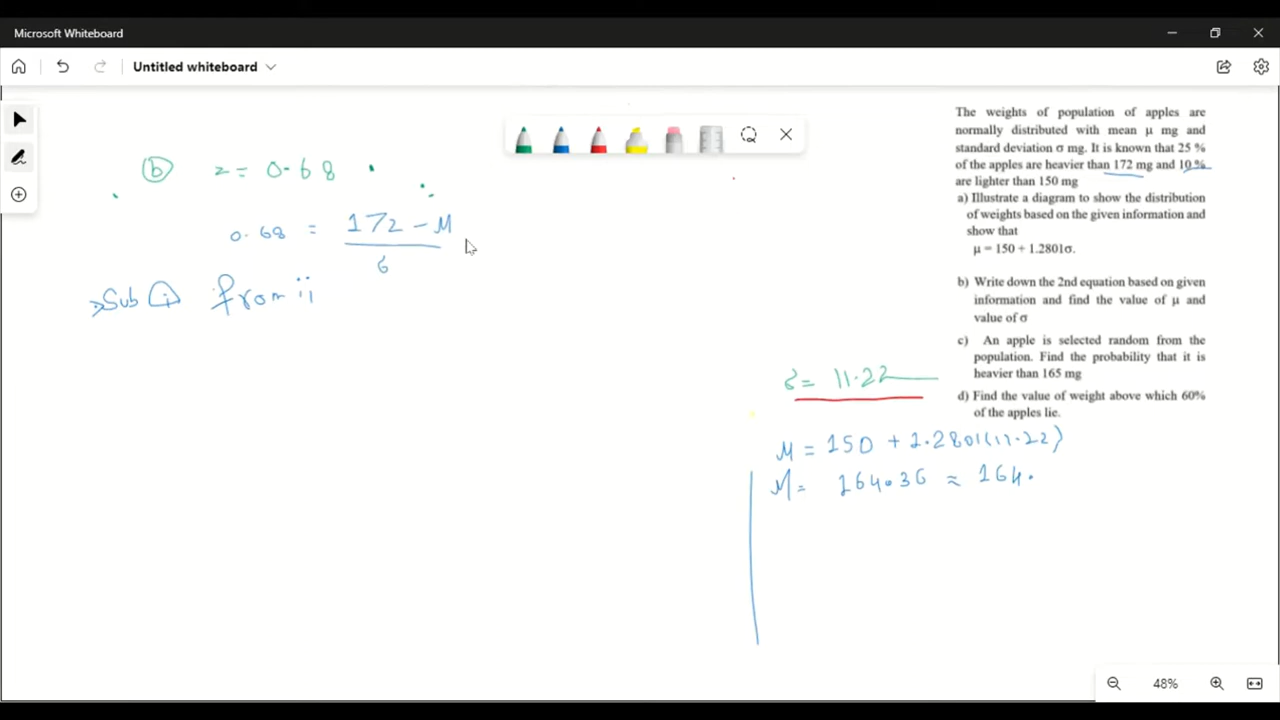 Microsoft Whiteboard
Untitled whiteboard
The weights of population of apples are
normally distributed with mean μ mg and
standard deviation σ mg. It is known that 25 %
of the apples are heavier than 172 mg and 10 %
are lighter than 150 mg
a) Illustrate a diagram to show the distribution
of weights based on the given information and
show that
μ = 150 + 1.2801σ.
b) Write down the 2nd equation based on given
information and find the value of μ and
value of σ
c) An apple is selected random from the
population. Find the probability that it is
heavier than 165 mg
d) Find the value of weight above which 60%
of the apples lie.
(b) z = 0.68
0.68 = 172 - M
6
Sub (i) from ii
6 = 11.22
M = 150 + 1.2801(11.22)
M = 164.36 ≈ 164.
48%